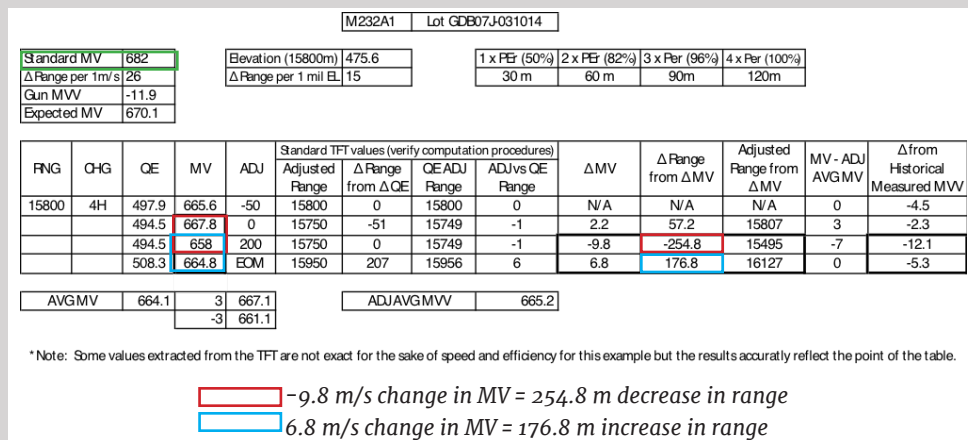 M232A1 Lot GDB07J-031014
Standard MV 682 Elevation (15800m) 475.6 1 x PEr (50%) 2 x PEr (82%) 3 x Per (96%) 4 x Per (100%)
Δ Range per 1m/s 26 Δ Range per 1 mil EL 15 30 m 60 m 90m 120m
Gun MVV -11.9
Expected MV 670.1
RNG CHG QE MV ADJ Standard TFT values (verify computation procedures) Δ MV Δ Range from Δ MV Adjusted Range from Δ MV MV - ADJ AVG MV Δ from Historical Measured MVV
Adjusted Range Δ Range from Δ QE QE ADJ Range ADJ vs QE Range
15800 4H 497.9 665.6 -50 15800 0 15800 0 N/A N/A N/A 0 -4.5
494.5 667.8 0 15750 -51 15749 -1 2.2 57.2 15807 3 -2.3
494.5 658 200 15750 0 15749 -1 -9.8 -254.8 15495 -7 -12.1
508.3 664.8 EOM 15950 207 15956 6 6.8 176.8 16127 0 -5.3
AVG MV 664.1 3 667.1 ADJ AVG MVV 665.2
-3 661.1
* Note: Some values extracted from the TFT are not exact for the sake of speed and efficiency for this example but the results accuratly reflect the point of the table.
−9.8 m/s change in MV = 254.8 m decrease in range
6.8 m/s change in MV = 176.8 m increase in range